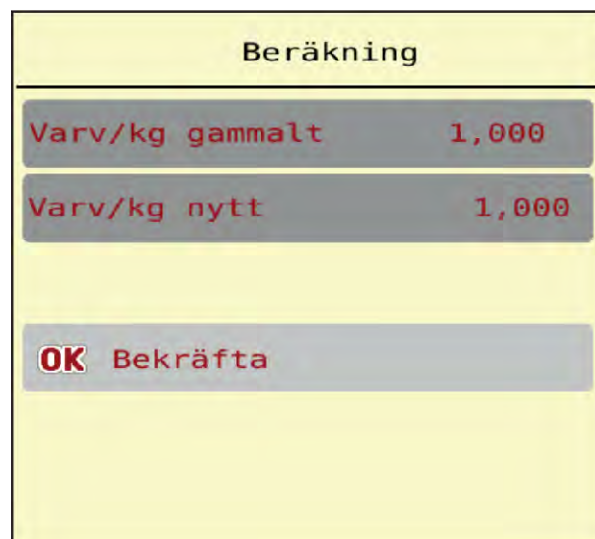 Beräkning
Varv/kg gammalt 1,000
Varv/kg nytt 1,000
OK Bekräfta